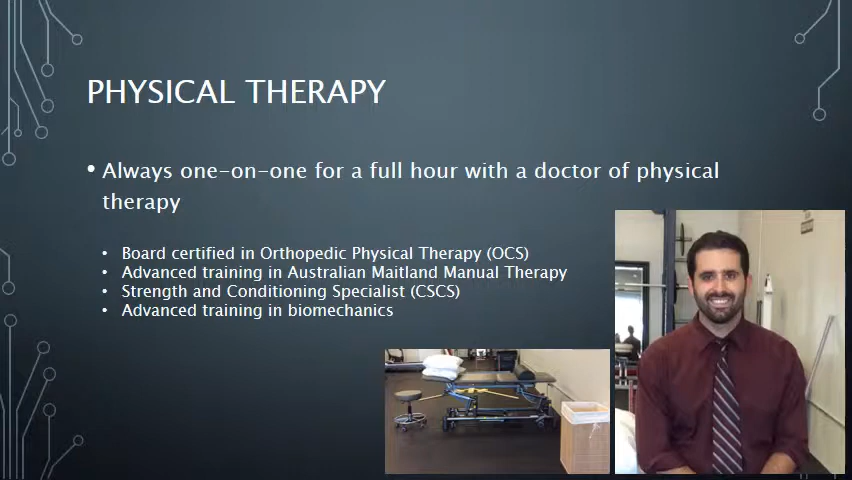 PHYSICAL THERAPY
• Always one-on-one for a full hour with a doctor of physical
therapy
• Board certified in Orthopedic Physical Therapy (OCS)
• Advanced training in Australian Maitland Manual Therapy
• Strength and Conditioning Specialist (CSCS)
• Advanced training in biomechanics